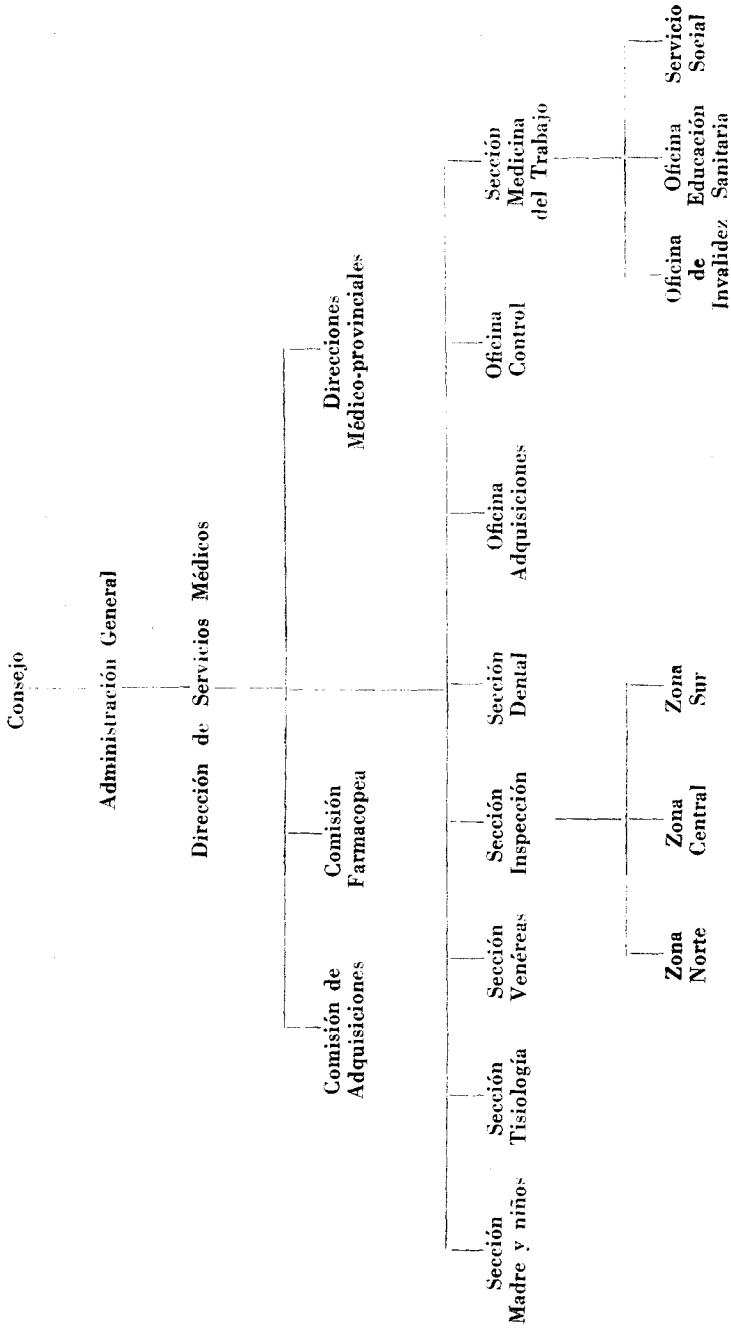 Consejo
Administración General
Dirección de Servicios Médicos
Comisión de
Adquisiciones
Comisión
Farmacopea
Direcciones
Médico-provinciales
Sección
Madre y niños
Sección
Tisiología
Sección
Venéreas
Sección
Inspección
Sección
Dental
Oficina
Adquisiciones
Oficina
Control
Sección
Medicina
del Trabajo
Zona
Norte
Zona
Central
Zona
Sur
Oficina
de
Invalidez
Oficina
Educación
Sanitaria
Servicio
Social